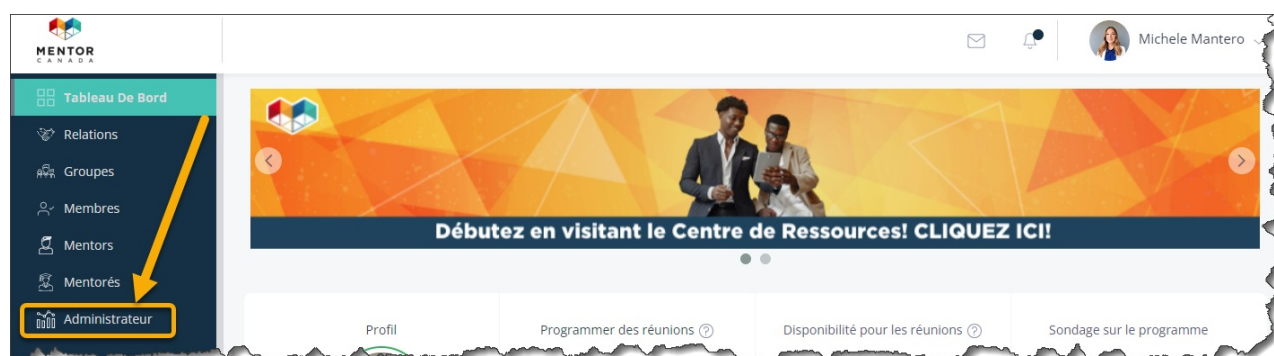 MENTOR
CANADA
Michele Mantero
Tableau De Bord
Relations
Groupes
Membres
Mentors
Mentorés
Administrateur
Débutez en visitant le Centre de Ressources! CLIQUEZ ICI!
Profil
Programmer des réunions ?
Disponibilité pour les réunions ?
Sondage sur le programme